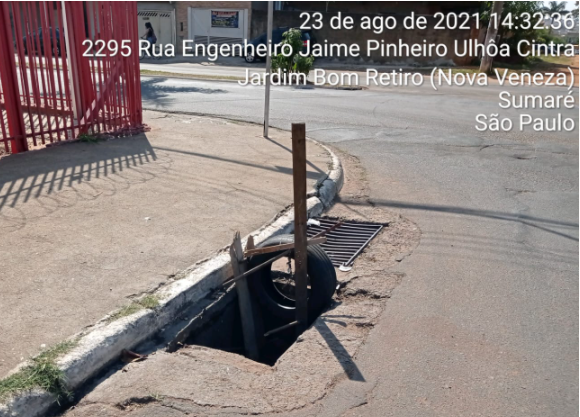 23 de ago de 2021 14:32:36
2295 Rua Engenheiro Jaime Pinheiro Ulhôa Cintra
Jardim Bom Retiro (Nova Veneza)
Sumaré
São Paulo